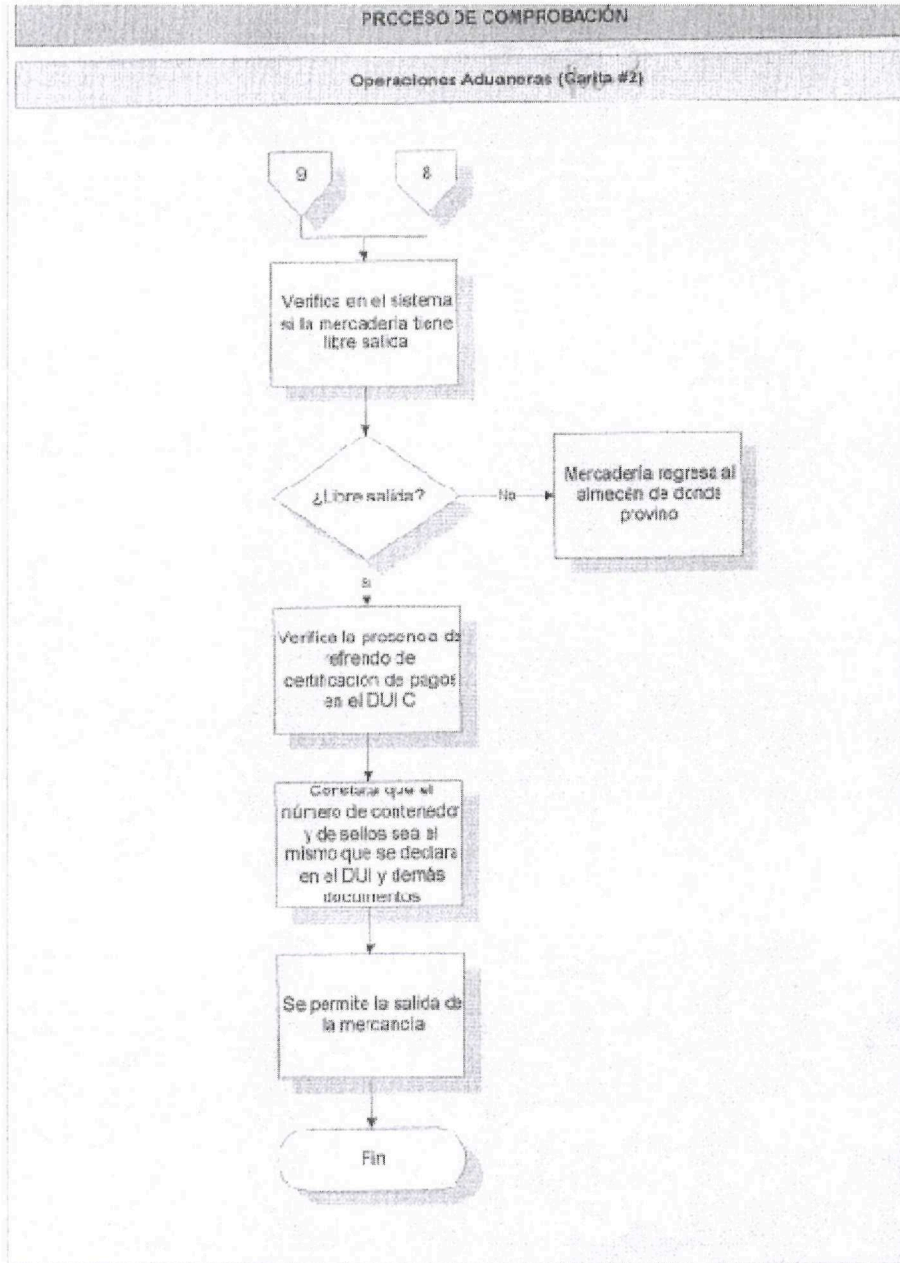 PROCESO DE COMPROBACIÓN
Operaciones Aduaneras (Garita #2)
9
8
Verifica en el sistema
si la mercadería tiene
libre salida
¿Libre salida?
No
Mercadería regresa al
almacén de donde
provino
Si
Verifica la presencia de
refrendo de
certificación de pagos
en el DUI C
Constata que el
número de contenedor
y de sellos sea el
mismo que se declara
en el DUI y demás
documentos
Se permite la salida de
la mercancía
Fin